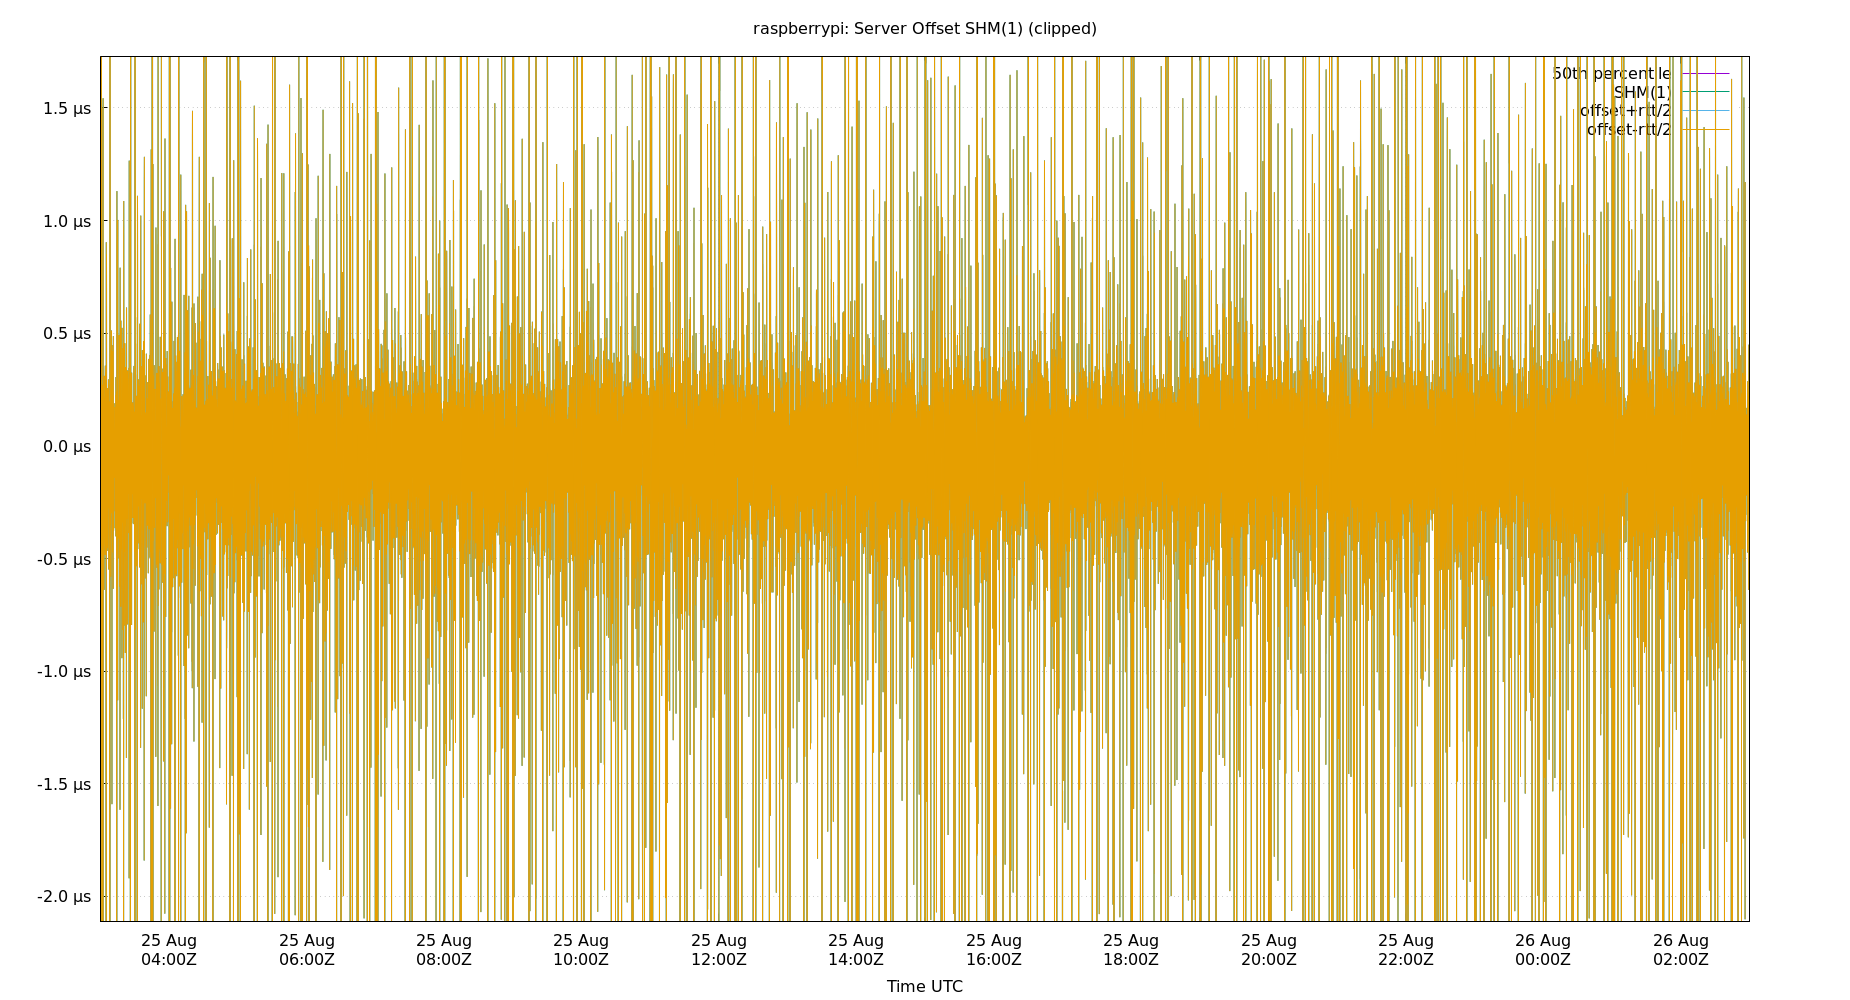 raspberrypi: Server Offset SHM(1) (clipped)
50th percentile
SHM(1)
offset+rtt/2
offset-rtt/2
1.5 µs
1.0 µs
0.5 µs
0.0 µs
-0.5 µs
-1.0 µs
-1.5 µs
-2.0 µs
25 Aug 25 Aug 25 Aug 25 Aug 25 Aug 25 Aug 25 Aug 25 Aug 25 Aug 25 Aug 26 Aug 26 Aug
04:00Z 06:00Z 08:00Z 10:00Z 12:00Z 14:00Z 16:00Z 18:00Z 20:00Z 22:00Z 00:00Z 02:00Z
Time UTC